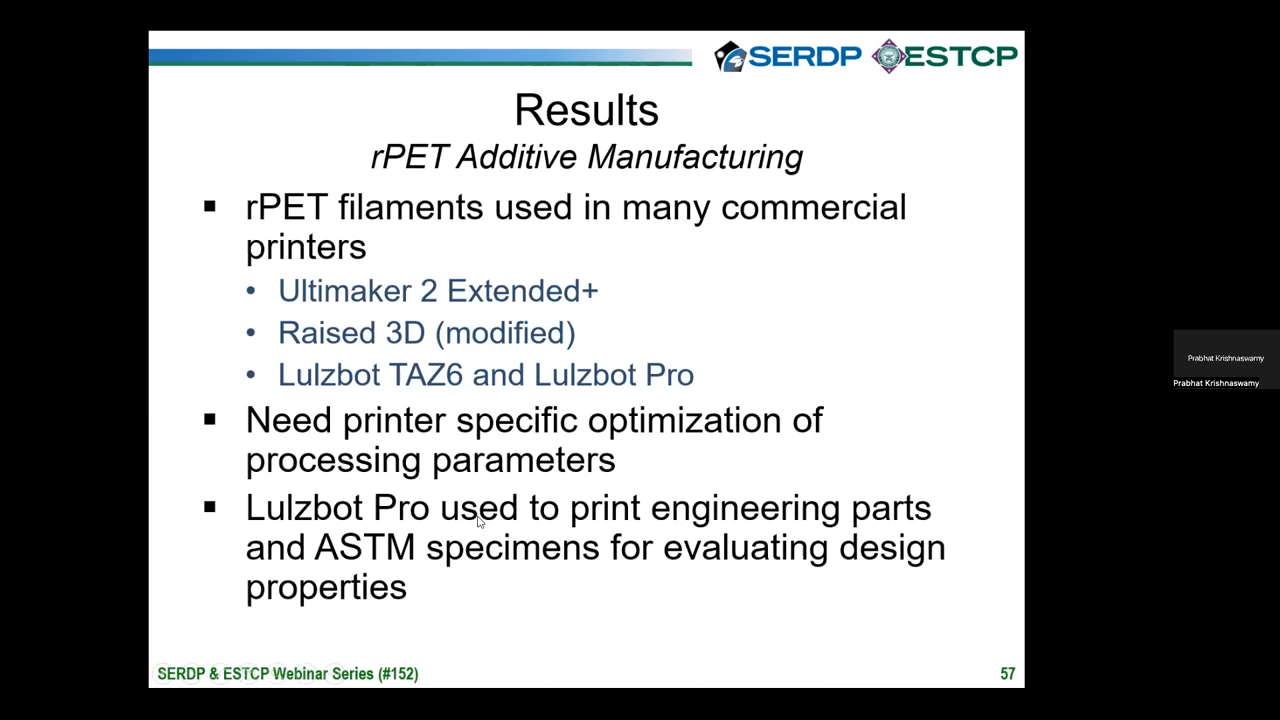 SERDP ESTCP
Results
rPET Additive Manufacturing
▪ rPET filaments used in many commercial
printers
• Ultimaker 2 Extended+
• Raised 3D (modified)
• Lulzbot TAZ6 and Lulzbot Pro
▪ Need printer specific optimization of
processing parameters
▪ Lulzbot Pro used to print engineering parts
and ASTM specimens for evaluating design
properties
SERDP & ESTCP Webinar Series (#152)
57
Prabhat Krishnaswamy
Prabhat Krishnaswamy